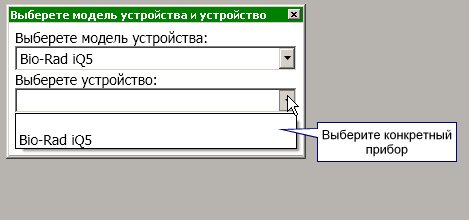 Выберете модель устройства и устройство
Выберете модель устройства:
Bio-Rad iQ5
Выберете устройство:
Bio-Rad iQ5
Выберите конкретный
прибор